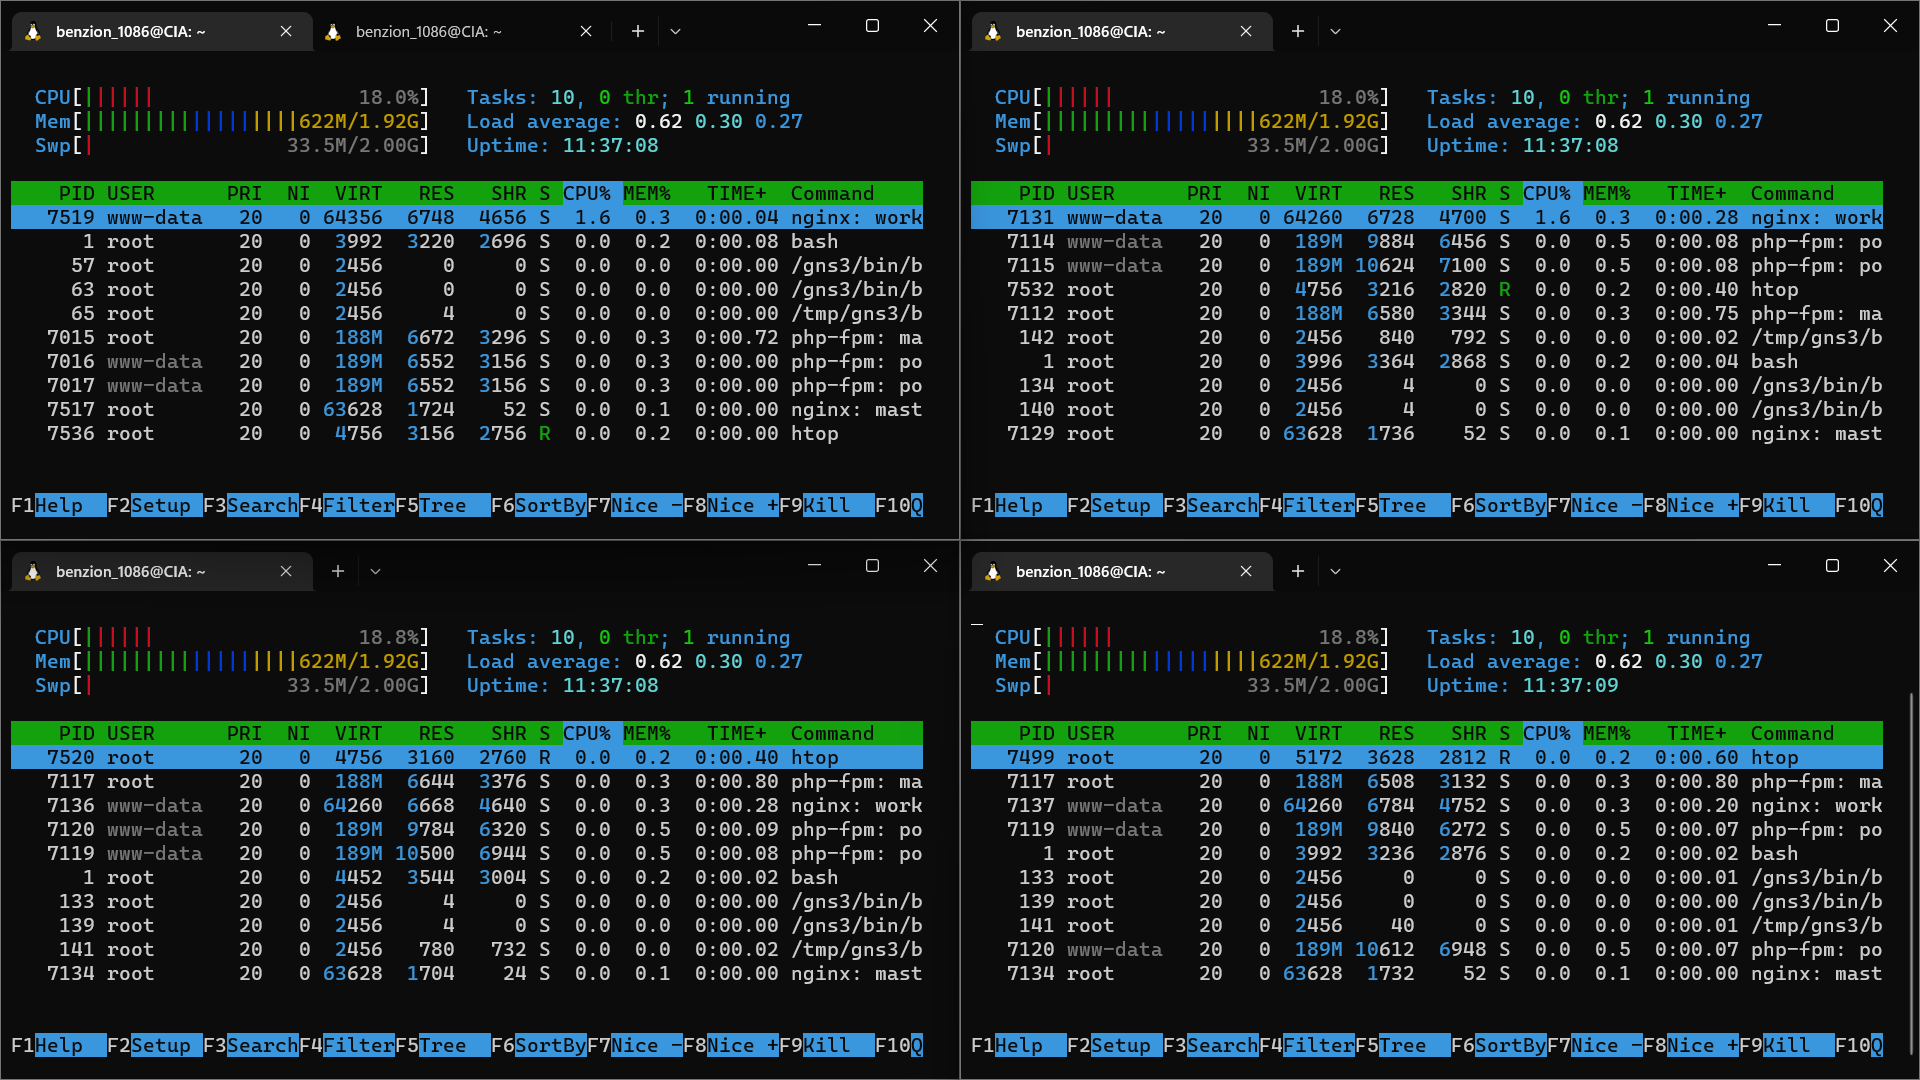 benzion_1086@CIA: ~
benzion_1086@CIA: ~
CPU[||||||                 18.0%]   Tasks: 10, 0 thr; 1 running
Mem[||||||||||||||||||622M/1.92G]   Load average: 0.62 0.30 0.27
Swp[|                33.5M/2.00G]   Uptime: 11:37:08
PID USER      PRI  NI  VIRT   RES   SHR S CPU% MEM%   TIME+  Command
7519 www-data   20   0 64356  6748  4656 S  1.6  0.3  0:00.04 nginx: work
1 root       20   0  3992  3220  2696 S  0.0  0.2  0:00.08 bash
57 root       20   0  2456     0     0 S  0.0  0.0  0:00.00 /gns3/bin/b
63 root       20   0  2456     0     0 S  0.0  0.0  0:00.00 /gns3/bin/b
65 root       20   0  2456     4     0 S  0.0  0.0  0:00.00 /tmp/gns3/b
7015 root       20   0  188M  6672  3296 S  0.0  0.3  0:00.72 php-fpm: ma
7016 www-data   20   0  189M  6552  3156 S  0.0  0.3  0:00.00 php-fpm: po
7017 www-data   20   0  189M  6552  3156 S  0.0  0.3  0:00.00 php-fpm: po
7517 root       20   0 63628  1724    52 S  0.0  0.1  0:00.00 nginx: mast
7536 root       20   0  4756  3156  2756 R  0.0  0.2  0:00.00 htop
F1Help  F2Setup F3SearchF4FilterF5Tree  F6SortByF7Nice -F8Nice +F9Kill  F10Q
benzion_1086@CIA: ~
CPU[||||||                 18.0%]   Tasks: 10, 0 thr; 1 running
Mem[||||||||||||||||||622M/1.92G]   Load average: 0.62 0.30 0.27
Swp[|                33.5M/2.00G]   Uptime: 11:37:08
PID USER      PRI  NI  VIRT   RES   SHR S CPU% MEM%   TIME+  Command
7131 www-data   20   0 64260  6728  4700 S  1.6  0.3  0:00.28 nginx: work
7114 www-data   20   0  189M  9884  6456 S  0.0  0.5  0:00.08 php-fpm: po
7115 www-data   20   0  189M 10624  7100 S  0.0  0.5  0:00.08 php-fpm: po
7532 root       20   0  4756  3216  2820 R  0.0  0.2  0:00.40 htop
7112 root       20   0  188M  6580  3344 S  0.0  0.3  0:00.75 php-fpm: ma
142 root       20   0  2456   840   792 S  0.0  0.0  0:00.02 /tmp/gns3/b
1 root       20   0  3996  3364  2868 S  0.0  0.2  0:00.04 bash
134 root       20   0  2456     4     0 S  0.0  0.0  0:00.00 /gns3/bin/b
140 root       20   0  2456     4     0 S  0.0  0.0  0:00.00 /gns3/bin/b
7129 root       20   0 63628  1736    52 S  0.0  0.1  0:00.00 nginx: mast
F1Help  F2Setup F3SearchF4FilterF5Tree  F6SortByF7Nice -F8Nice +F9Kill  F10Q
benzion_1086@CIA: ~
CPU[||||||                 18.8%]   Tasks: 10, 0 thr; 1 running
Mem[||||||||||||||||||622M/1.92G]   Load average: 0.62 0.30 0.27
Swp[|                33.5M/2.00G]   Uptime: 11:37:08
PID USER      PRI  NI  VIRT   RES   SHR S CPU% MEM%   TIME+  Command
7520 root       20   0  4756  3160  2760 R  0.0  0.2  0:00.40 htop
7117 root       20   0  188M  6644  3376 S  0.0  0.3  0:00.80 php-fpm: ma
7136 www-data   20   0 64260  6668  4640 S  0.0  0.3  0:00.28 nginx: work
7120 www-data   20   0  189M  9784  6320 S  0.0  0.5  0:00.09 php-fpm: po
7119 www-data   20   0  189M 10500  6944 S  0.0  0.5  0:00.08 php-fpm: po
1 root       20   0  4452  3544  3004 S  0.0  0.2  0:00.02 bash
133 root       20   0  2456     4     0 S  0.0  0.0  0:00.00 /gns3/bin/b
139 root       20   0  2456     4     0 S  0.0  0.0  0:00.00 /gns3/bin/b
141 root       20   0  2456   780   732 S  0.0  0.0  0:00.02 /tmp/gns3/b
7134 root       20   0 63628  1704    24 S  0.0  0.1  0:00.00 nginx: mast
F1Help  F2Setup F3SearchF4FilterF5Tree  F6SortByF7Nice -F8Nice +F9Kill  F10Q
benzion_1086@CIA: ~
CPU[||||||                 18.8%]   Tasks: 10, 0 thr; 1 running
Mem[||||||||||||||||||622M/1.92G]   Load average: 0.62 0.30 0.27
Swp[|                33.5M/2.00G]   Uptime: 11:37:09
PID USER      PRI  NI  VIRT   RES   SHR S CPU% MEM%   TIME+  Command
7499 root       20   0  5172  3628  2812 R  0.0  0.2  0:00.60 htop
7117 root       20   0  188M  6508  3132 S  0.0  0.3  0:00.80 php-fpm: ma
7137 www-data   20   0 64260  6784  4752 S  0.0  0.3  0:00.20 nginx: work
7119 www-data   20   0  189M  9840  6272 S  0.0  0.5  0:00.07 php-fpm: po
1 root       20   0  3992  3236  2876 S  0.0  0.2  0:00.02 bash
133 root       20   0  2456     0     0 S  0.0  0.0  0:00.01 /gns3/bin/b
139 root       20   0  2456     0     0 S  0.0  0.0  0:00.00 /gns3/bin/b
141 root       20   0  2456    40     0 S  0.0  0.0  0:00.01 /tmp/gns3/b
7120 www-data   20   0  189M 10612  6948 S  0.0  0.5  0:00.07 php-fpm: po
7134 root       20   0 63628  1732    52 S  0.0  0.1  0:00.00 nginx: mast
F1Help  F2Setup F3SearchF4FilterF5Tree  F6SortByF7Nice -F8Nice +F9Kill  F10Q